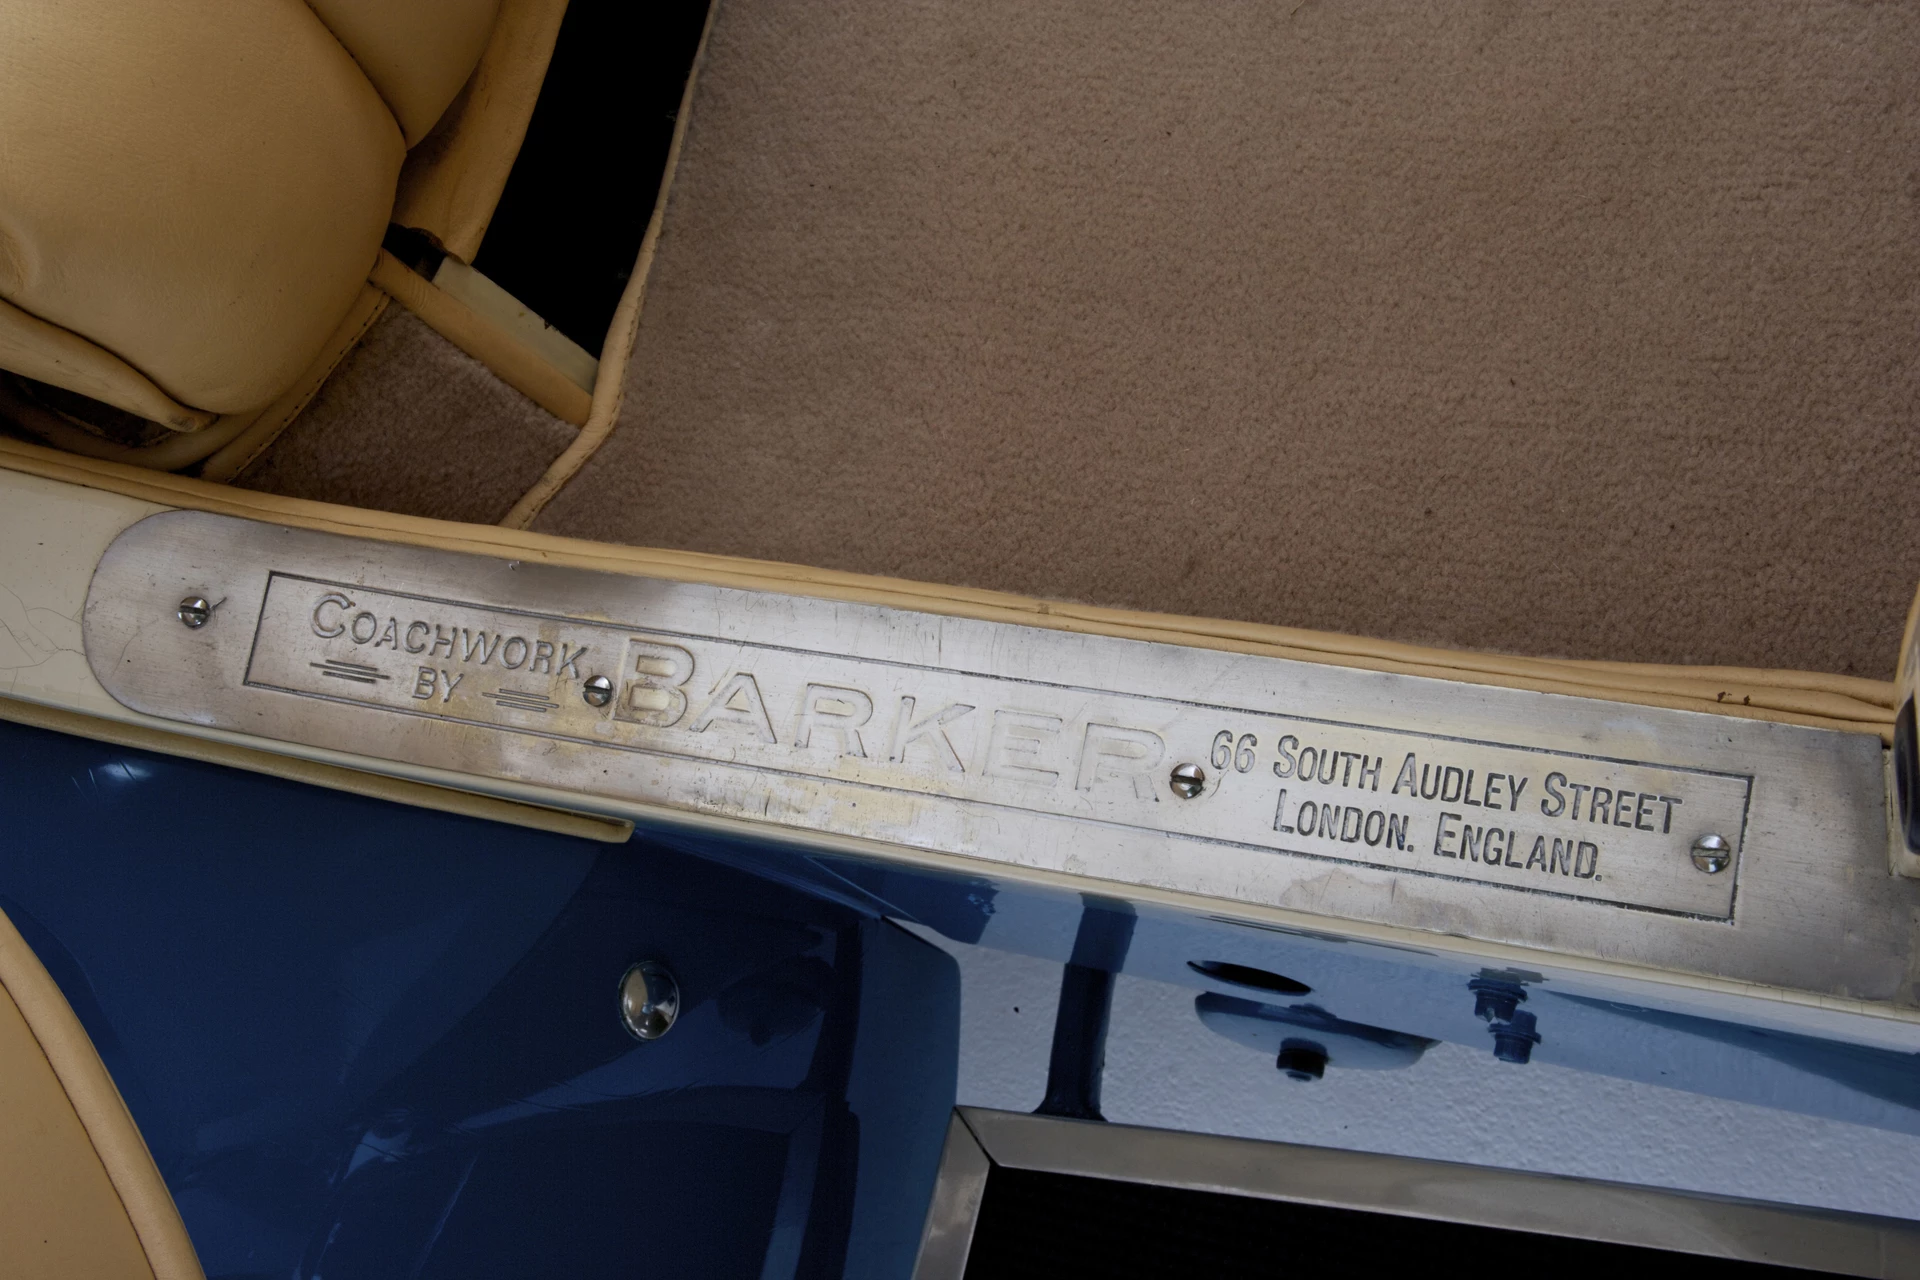 COACHWORK
BY
BARKER
66 SOUTH AUDLEY STREET
LONDON. ENGLAND.